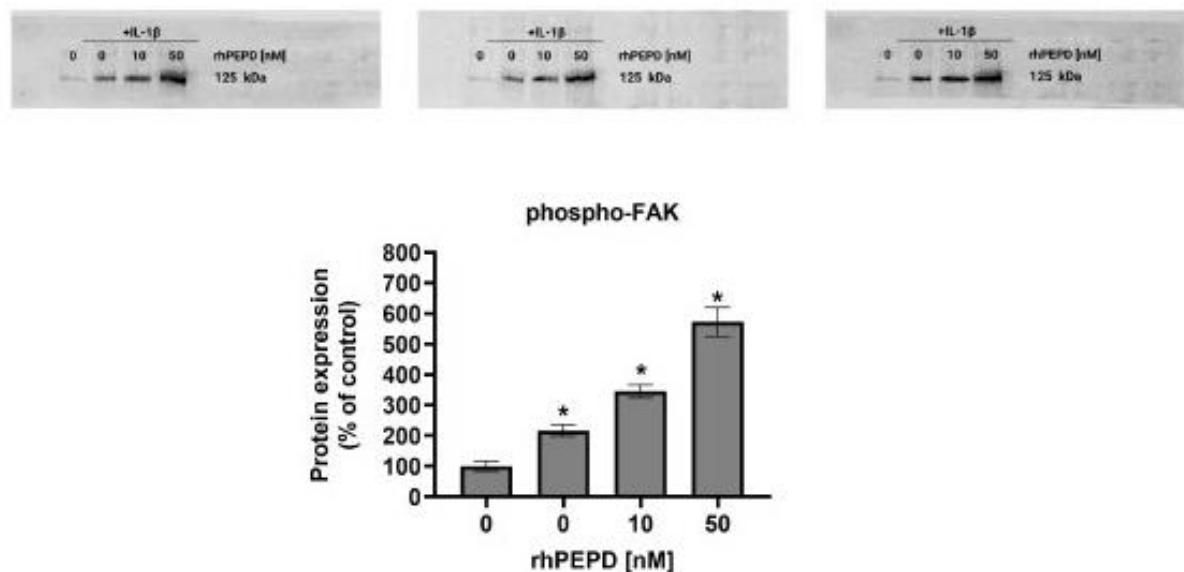 +IL-1β
0 0 10 50 rhPEPD [nM]
125 kDa
+IL-1β
0 0 10 50 rhPEPD [nM]
125 kDa
+IL-1β
0 0 10 50 rhPEPD [nM]
125 kDa
phospho-FAK
Protein expression
(% of control)
800
700
600
500
400
300
200
100
0
*
*
*
0 0 10 50
rhPEPD [nM]